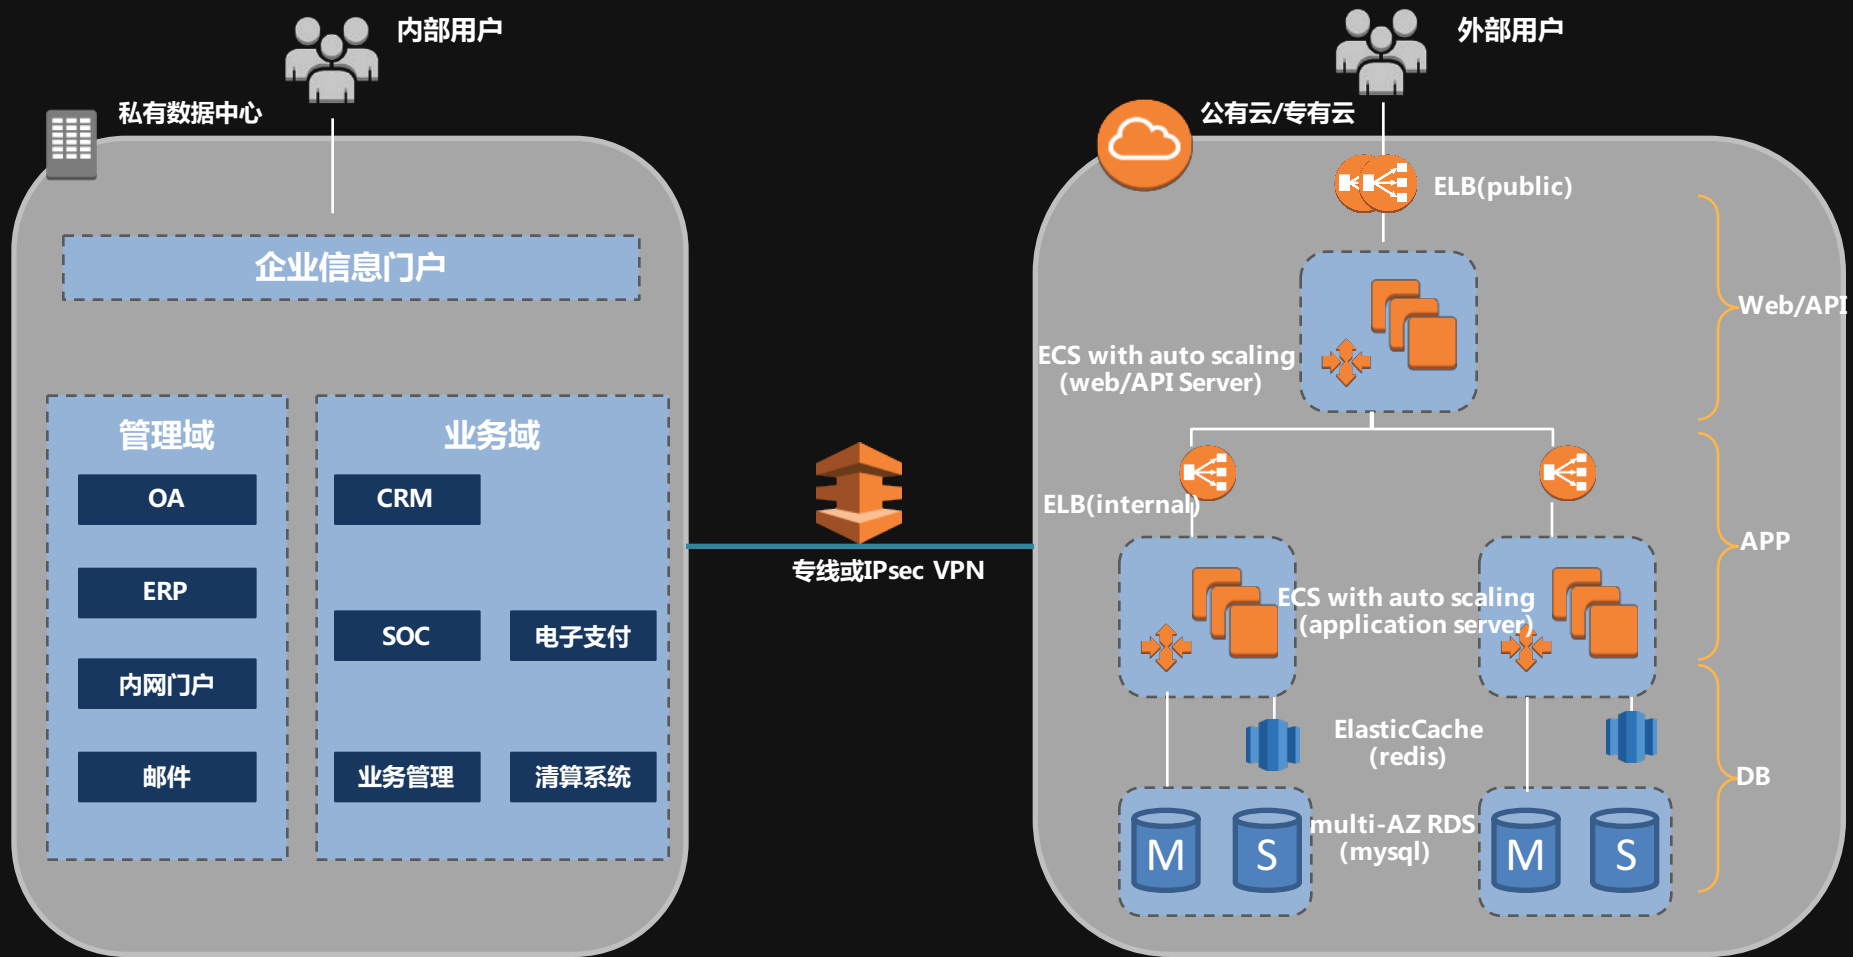 内部用户
外部用户
私有数据中心
公有云/专有云
ELB(public)
企业信息门户
Web/API
ECS with auto scaling
(web/API Server)
管理域
业务域
OA
CRM
ELB(internal)
APP
专线或IPsec VPN
ERP
ECS with auto scaling
(application server)
SOC
电子支付
内网门户
ElasticCache
(redis)
邮件
业务管理
清算系统
DB
multi-AZ RDS
(mysql)
M
S
M
S